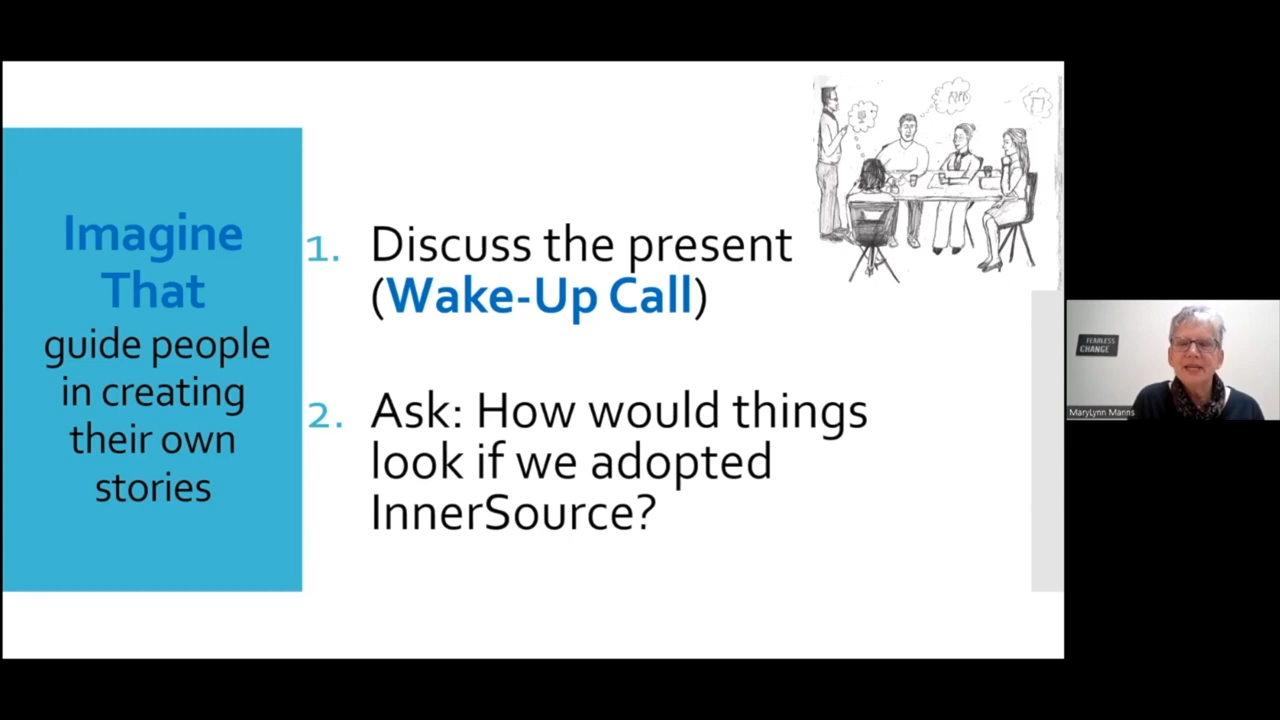 Imagine
That
guide people
in creating
their own
stories
1. Discuss the present
(Wake-Up Call)
2. Ask: How would things
look if we adopted
InnerSource?
FEARLESS
CHANGE
MaryLynn Manns